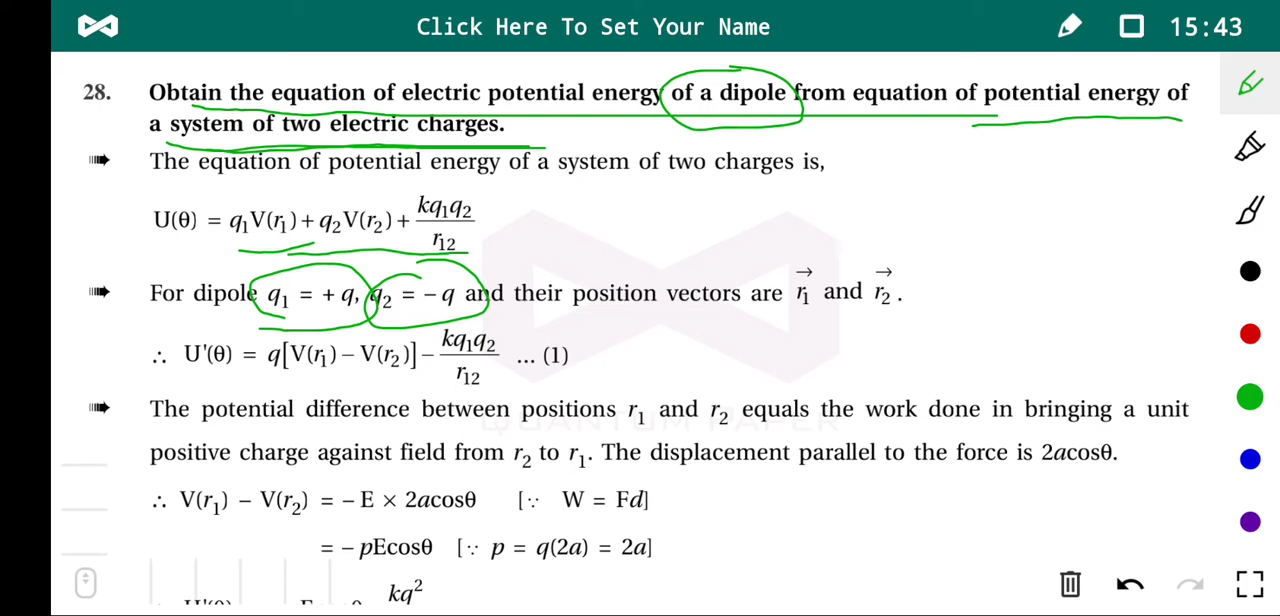 Click Here To Set Your Name
15:43
28. Obtain the equation of electric potential energy of a dipole from equation of potential energy of
a system of two electric charges.
The equation of potential energy of a system of two charges is,
U(θ) = q₁V(r₁) + q₂V(r₂) + kq₁q₂/r₁₂
For dipole q₁ = + q, q₂ = − q and their position vectors are r₁→ and r₂→.
∴ U'(θ) = q[V(r₁) − V(r₂)] − kq₁q₂/r₁₂ ... (1)
The potential difference between positions r₁ and r₂ equals the work done in bringing a unit
positive charge against field from r₂ to r₁. The displacement parallel to the force is 2acosθ.
∴ V(r₁) − V(r₂) = − E × 2acosθ [∵ W = Fd]
= − pEcosθ [∵ p = q(2a) = 2a]
kq²
QUANTUM PAPER